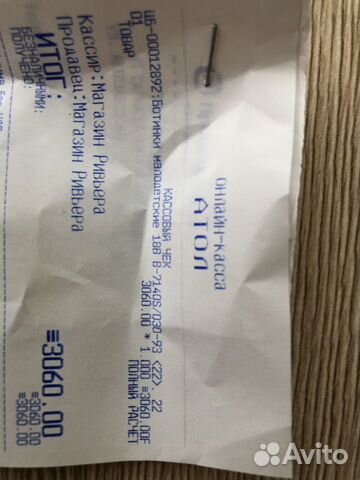 ОНЛАЙН-КАССА
АТОЛ
КАССОВЫЙ ЧЕК
ЦБ-00012892:Ботинки малодетские 18В В-7140S/030-93 <22>, 22
3060.00 * 1.000 ≡3060.00F
01 ТОВАР ПОЛНЫЙ РАСЧЕТ
Кассир:Магазин Ривьера
Продавец:Магазин Ривьера
ИТОГ: ≡3060.00
БЕЗНАЛИЧНЫМИ: ≡3060.00
ПОЛУЧЕНО: ≡3060.00
Avito